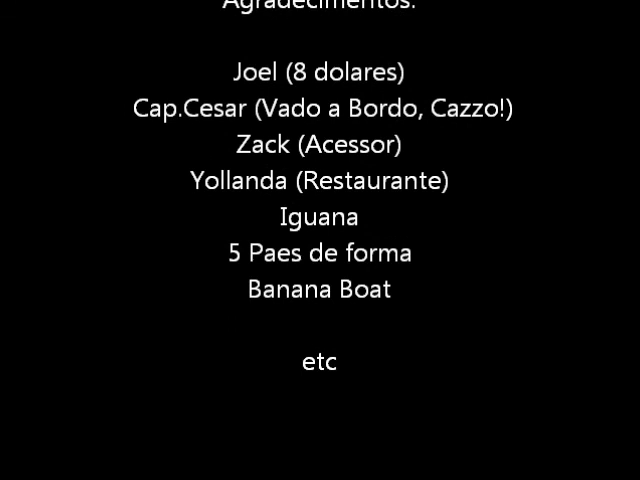 Agradecimentos:
Joel (8 dolares)
Cap.Cesar (Vado a Bordo, Cazzo!)
Zack (Acessor)
Yollanda (Restaurante)
Iguana
5 Paes de forma
Banana Boat
etc